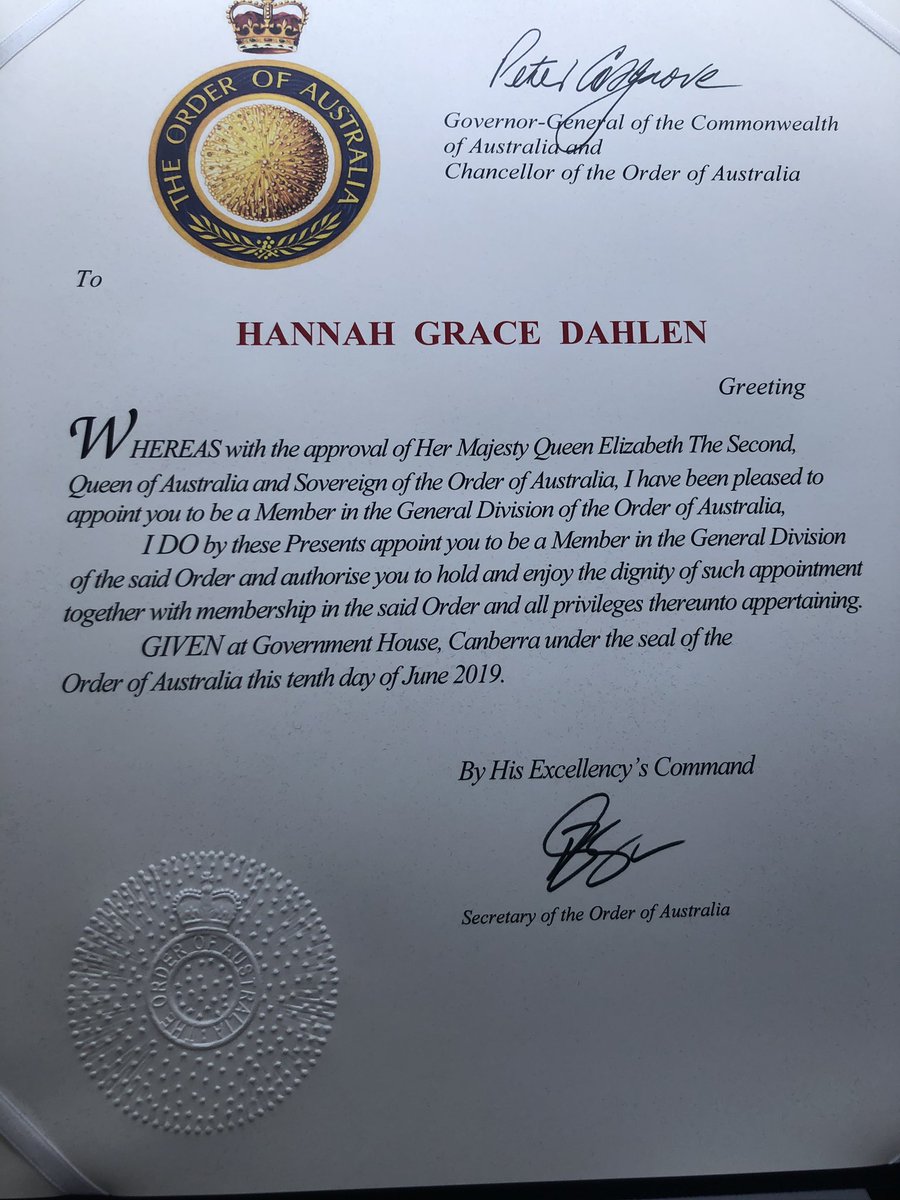 THE ORDER OF AUSTRALIA
Peter Cosgrove
Governor-General of the Commonwealth
of Australia and
Chancellor of the Order of Australia
To
HANNAH GRACE DAHLEN
Greeting
WHEREAS with the approval of Her Majesty Queen Elizabeth The Second,
Queen of Australia and Sovereign of the Order of Australia, I have been pleased to
appoint you to be a Member in the General Division of the Order of Australia,
I DO by these Presents appoint you to be a Member in the General Division
of the said Order and authorise you to hold and enjoy the dignity of such appointment
together with membership in the said Order and all privileges thereunto appertaining.
GIVEN at Government House, Canberra under the seal of the
Order of Australia this tenth day of June 2019.
By His Excellency's Command
Secretary of the Order of Australia
THE ORDER OF AUSTRALIA